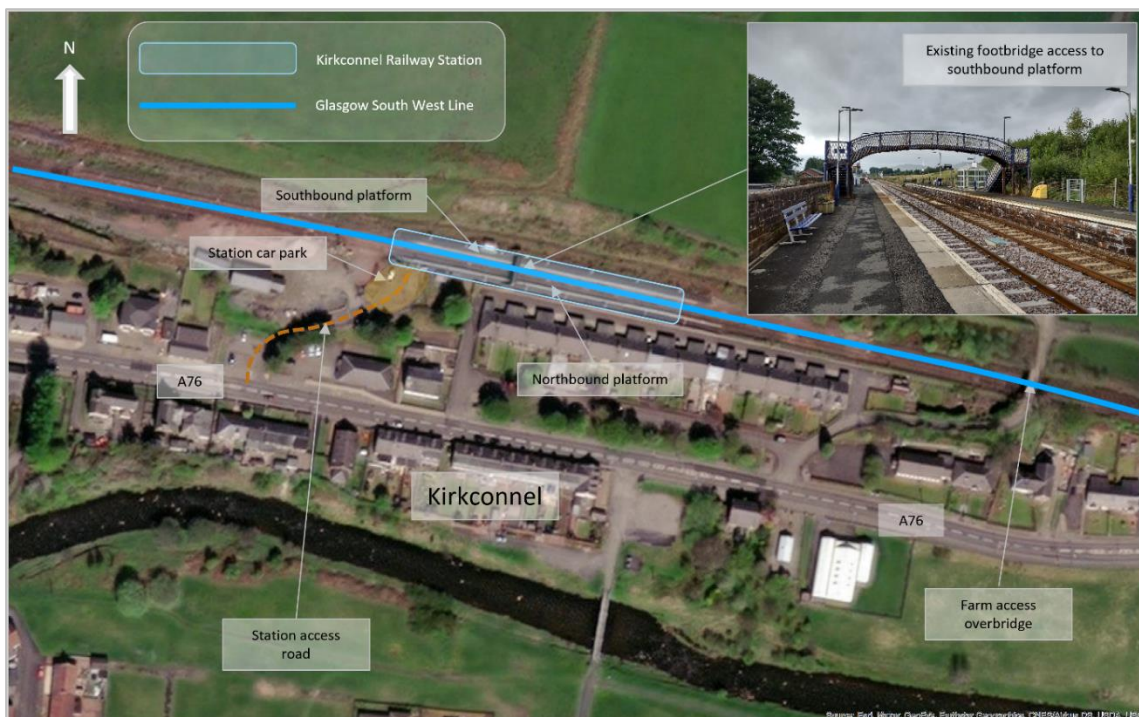 N
Kirkconnel Railway Station
Glasgow South West Line
Existing footbridge access to
southbound platform
Southbound platform
Station car park
A76
Northbound platform
Kirkconnel
A76
Station access
road
Farm access
overbridge